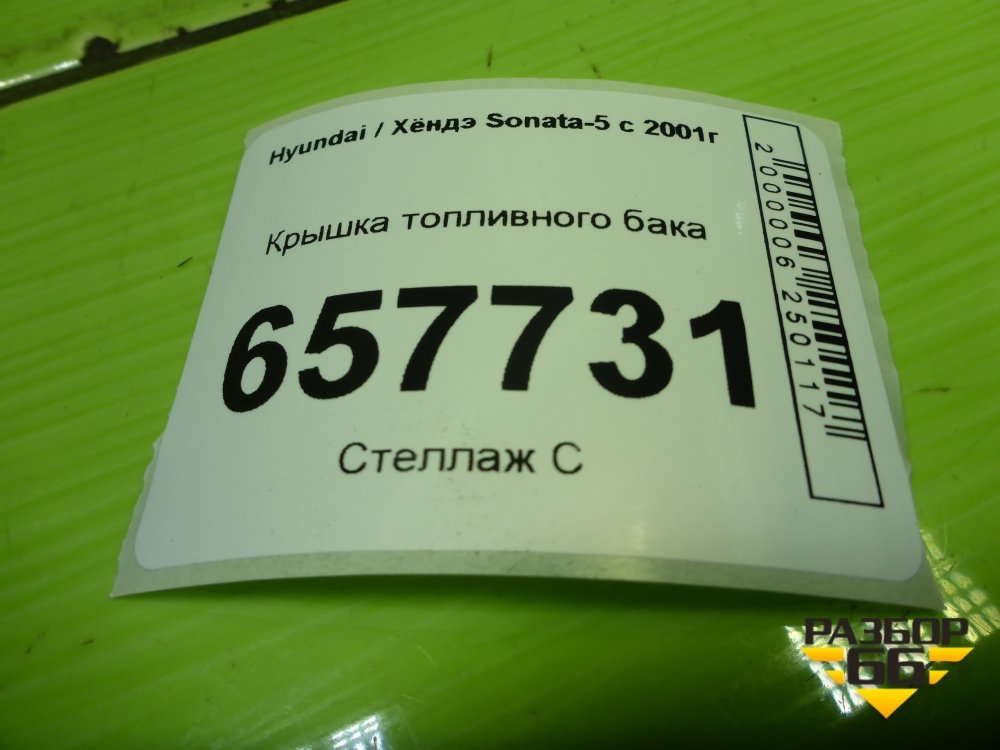 Hyundai / Хёндэ Sonata-5 с 2001г
Крышка топливного бака
657731
Стеллаж С
2000006250117
РАЗБОР
66